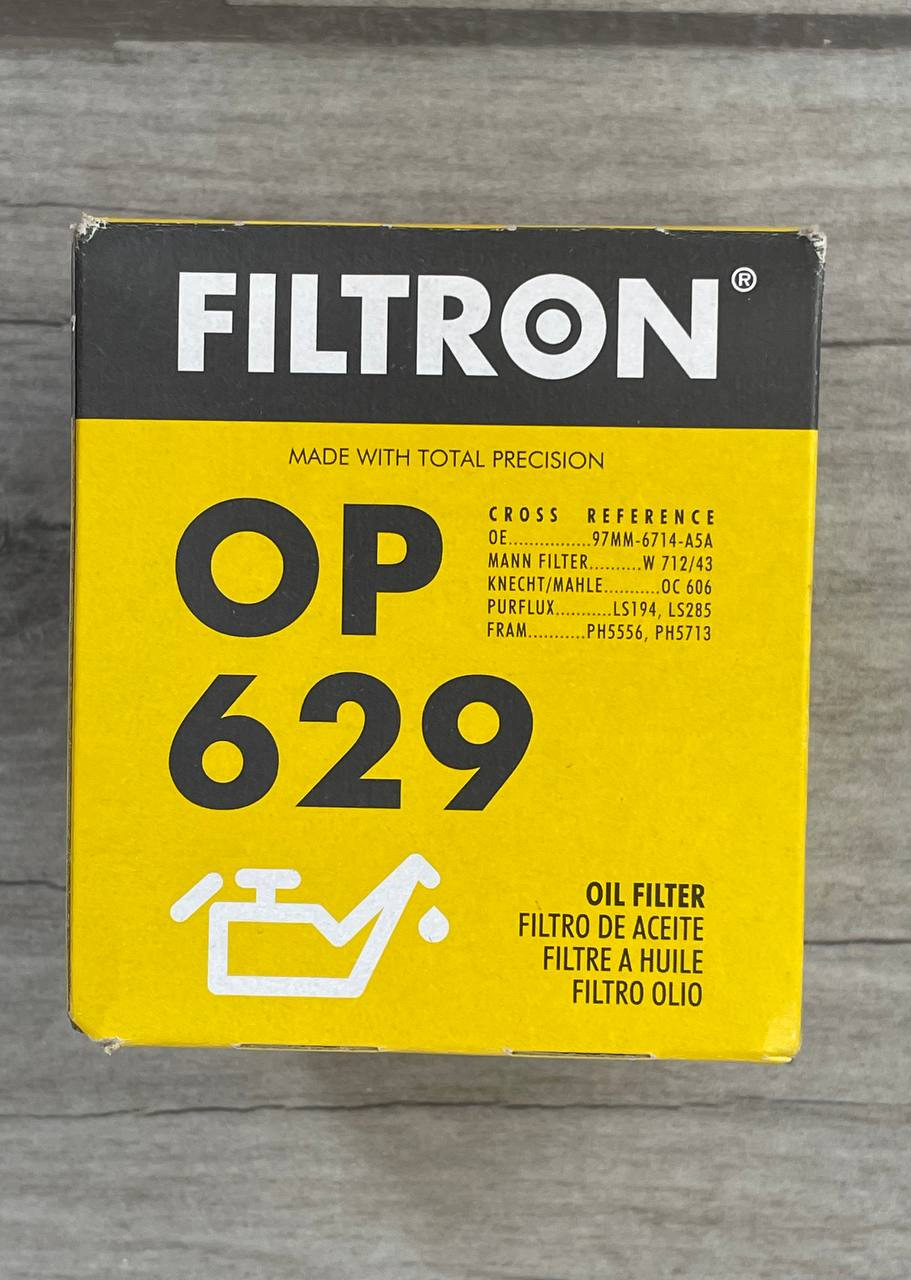 FILTRON®
MADE WITH TOTAL PRECISION
OP
629
CROSS REFERENCE
OE................97MM-6714-A5A
MANN FILTER..........W 712/43
KNECHT/MAHLE...........OC 606
PURFLUX...........LS194, LS285
FRAM...........PH5556, PH5713
OIL FILTER
FILTRO DE ACEITE
FILTRE A HUILE
FILTRO OLIO